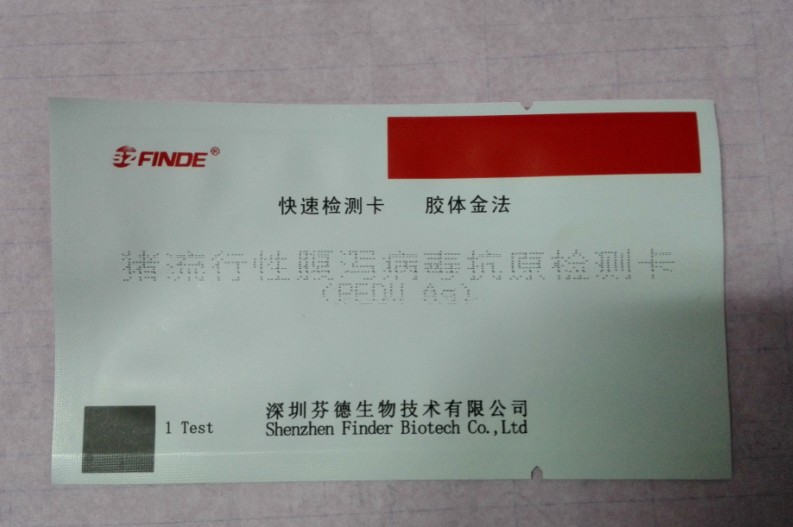 SZ FINDE®
快速检测卡 胶体金法
猪流行性腹泻病毒抗原检测卡
(PEDV Ag)
1 Test
深圳芬德生物技术有限公司
Shenzhen Finder Biotech Co.,Ltd